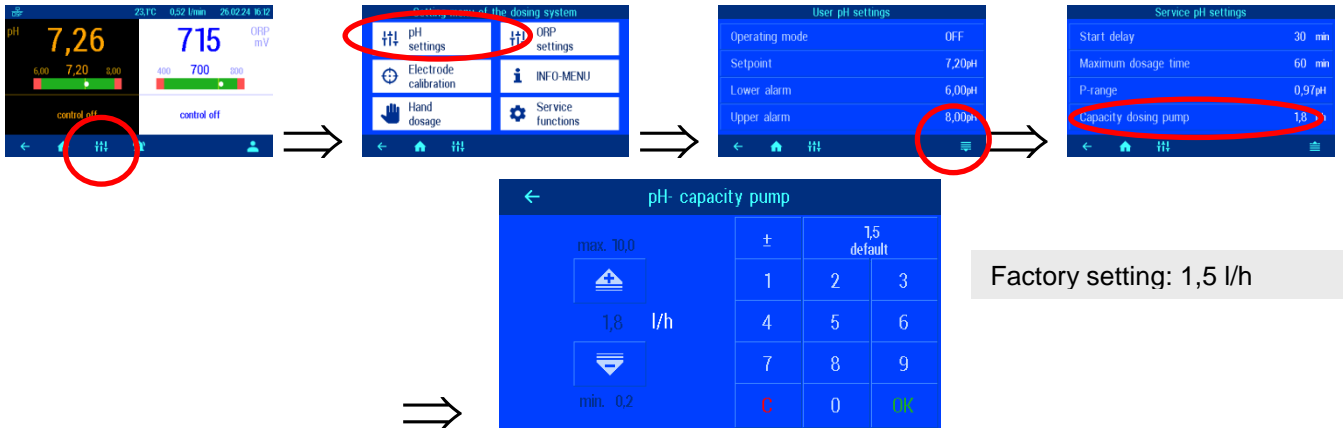 23,1°C 0,52 l/min 26.02.24 16:12
pH 7,26 715 ORP mV
6,00 7,20 8,00 400 700 800
control off control off
Setting menu of the dosing system
pH settings
ORP settings
Electrode calibration
INFO-MENU
Hand dosage
Service functions
User pH settings
Operating mode OFF
Setpoint 7,20pH
Lower alarm 6,00pH
Upper alarm 8,00pH
Service pH settings
Start delay 30 min
Maximum dosage time 60 min
P-range 0,97pH
Capacity dosing pump 1,8 l/h
pH- capacity pump
max. 10,0
1,8 l/h
min. 0,2
± 1,5 default
1 2 3
4 5 6
7 8 9
C 0 OK
Factory setting: 1,5 l/h